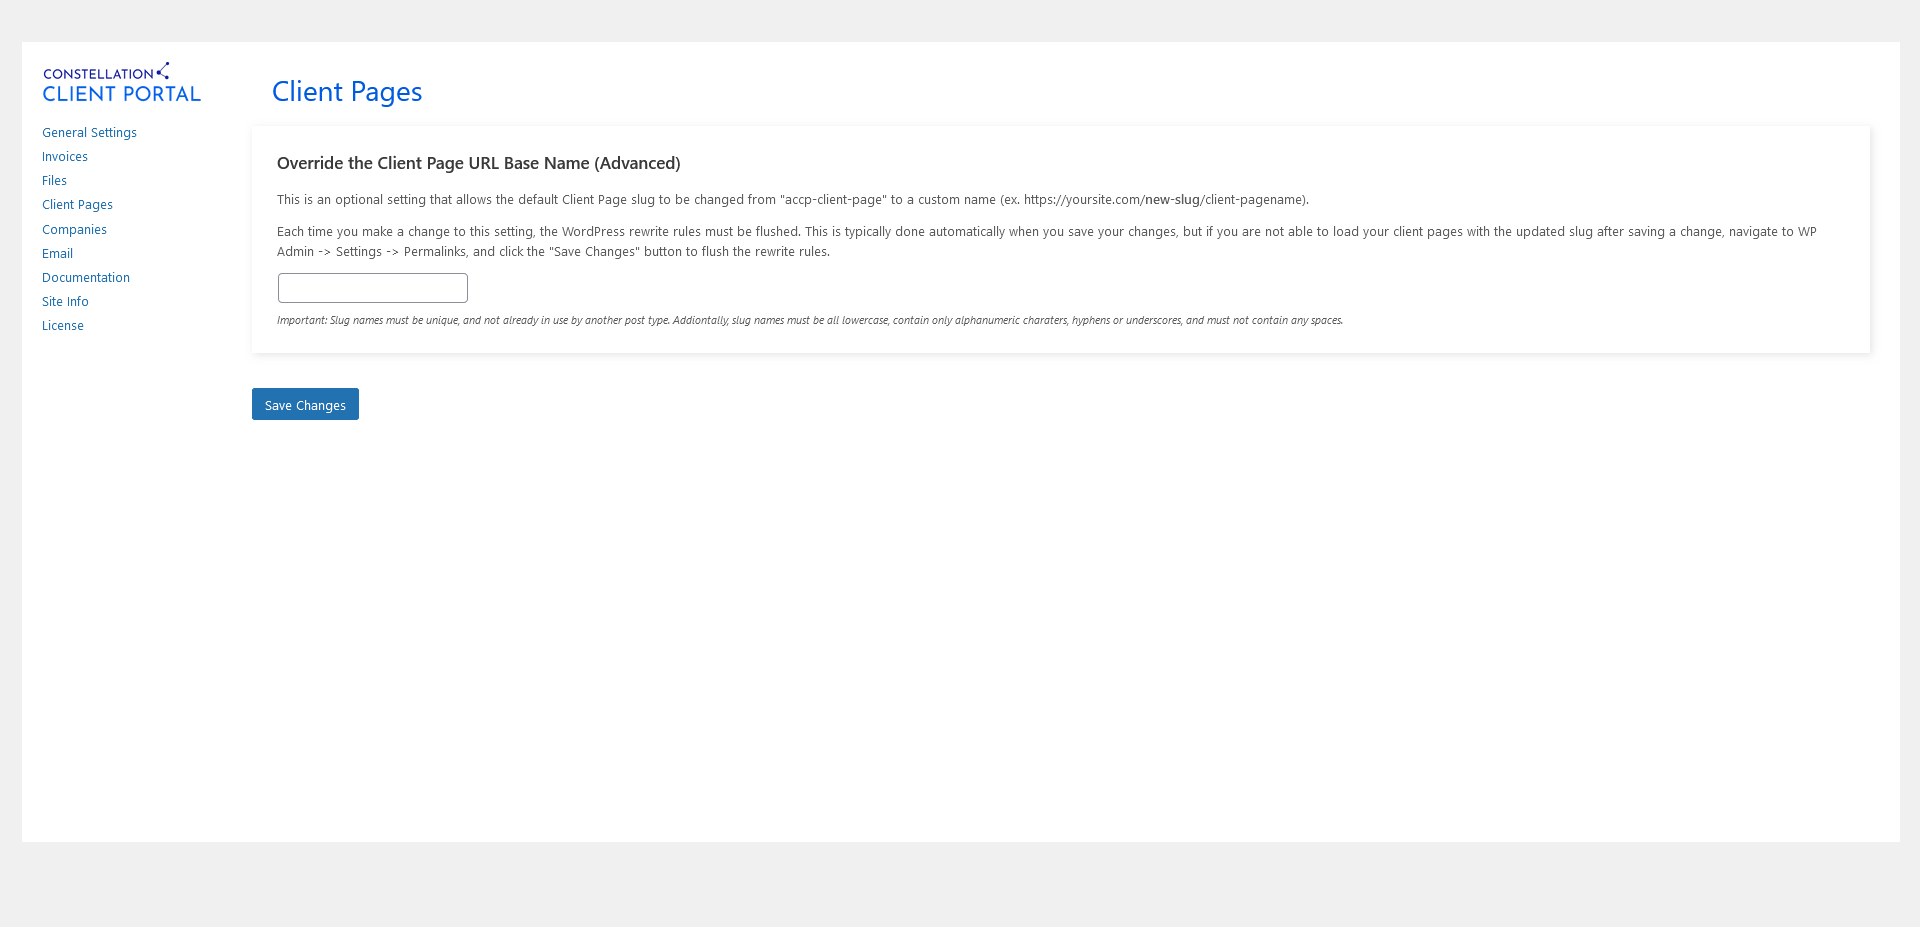 CONSTELLATION
CLIENT PORTAL
General Settings
Invoices
Files
Client Pages
Companies
Email
Documentation
Site Info
License
Client Pages
Override the Client Page URL Base Name (Advanced)
This is an optional setting that allows the default Client Page slug to be changed from "accp-client-page" to a custom name (ex. https://yoursite.com/new-slug/client-pagename).
Each time you make a change to this setting, the WordPress rewrite rules must be flushed. This is typically done automatically when you save your changes, but if you are not able to load your client pages with the updated slug after saving a change, navigate to WP
Admin -> Settings -> Permalinks, and click the "Save Changes" button to flush the rewrite rules.
Important: Slug names must be unique, and not already in use by another post type. Addiontally, slug names must be all lowercase, contain only alphanumeric charaters, hyphens or underscores, and must not contain any spaces.
Save Changes